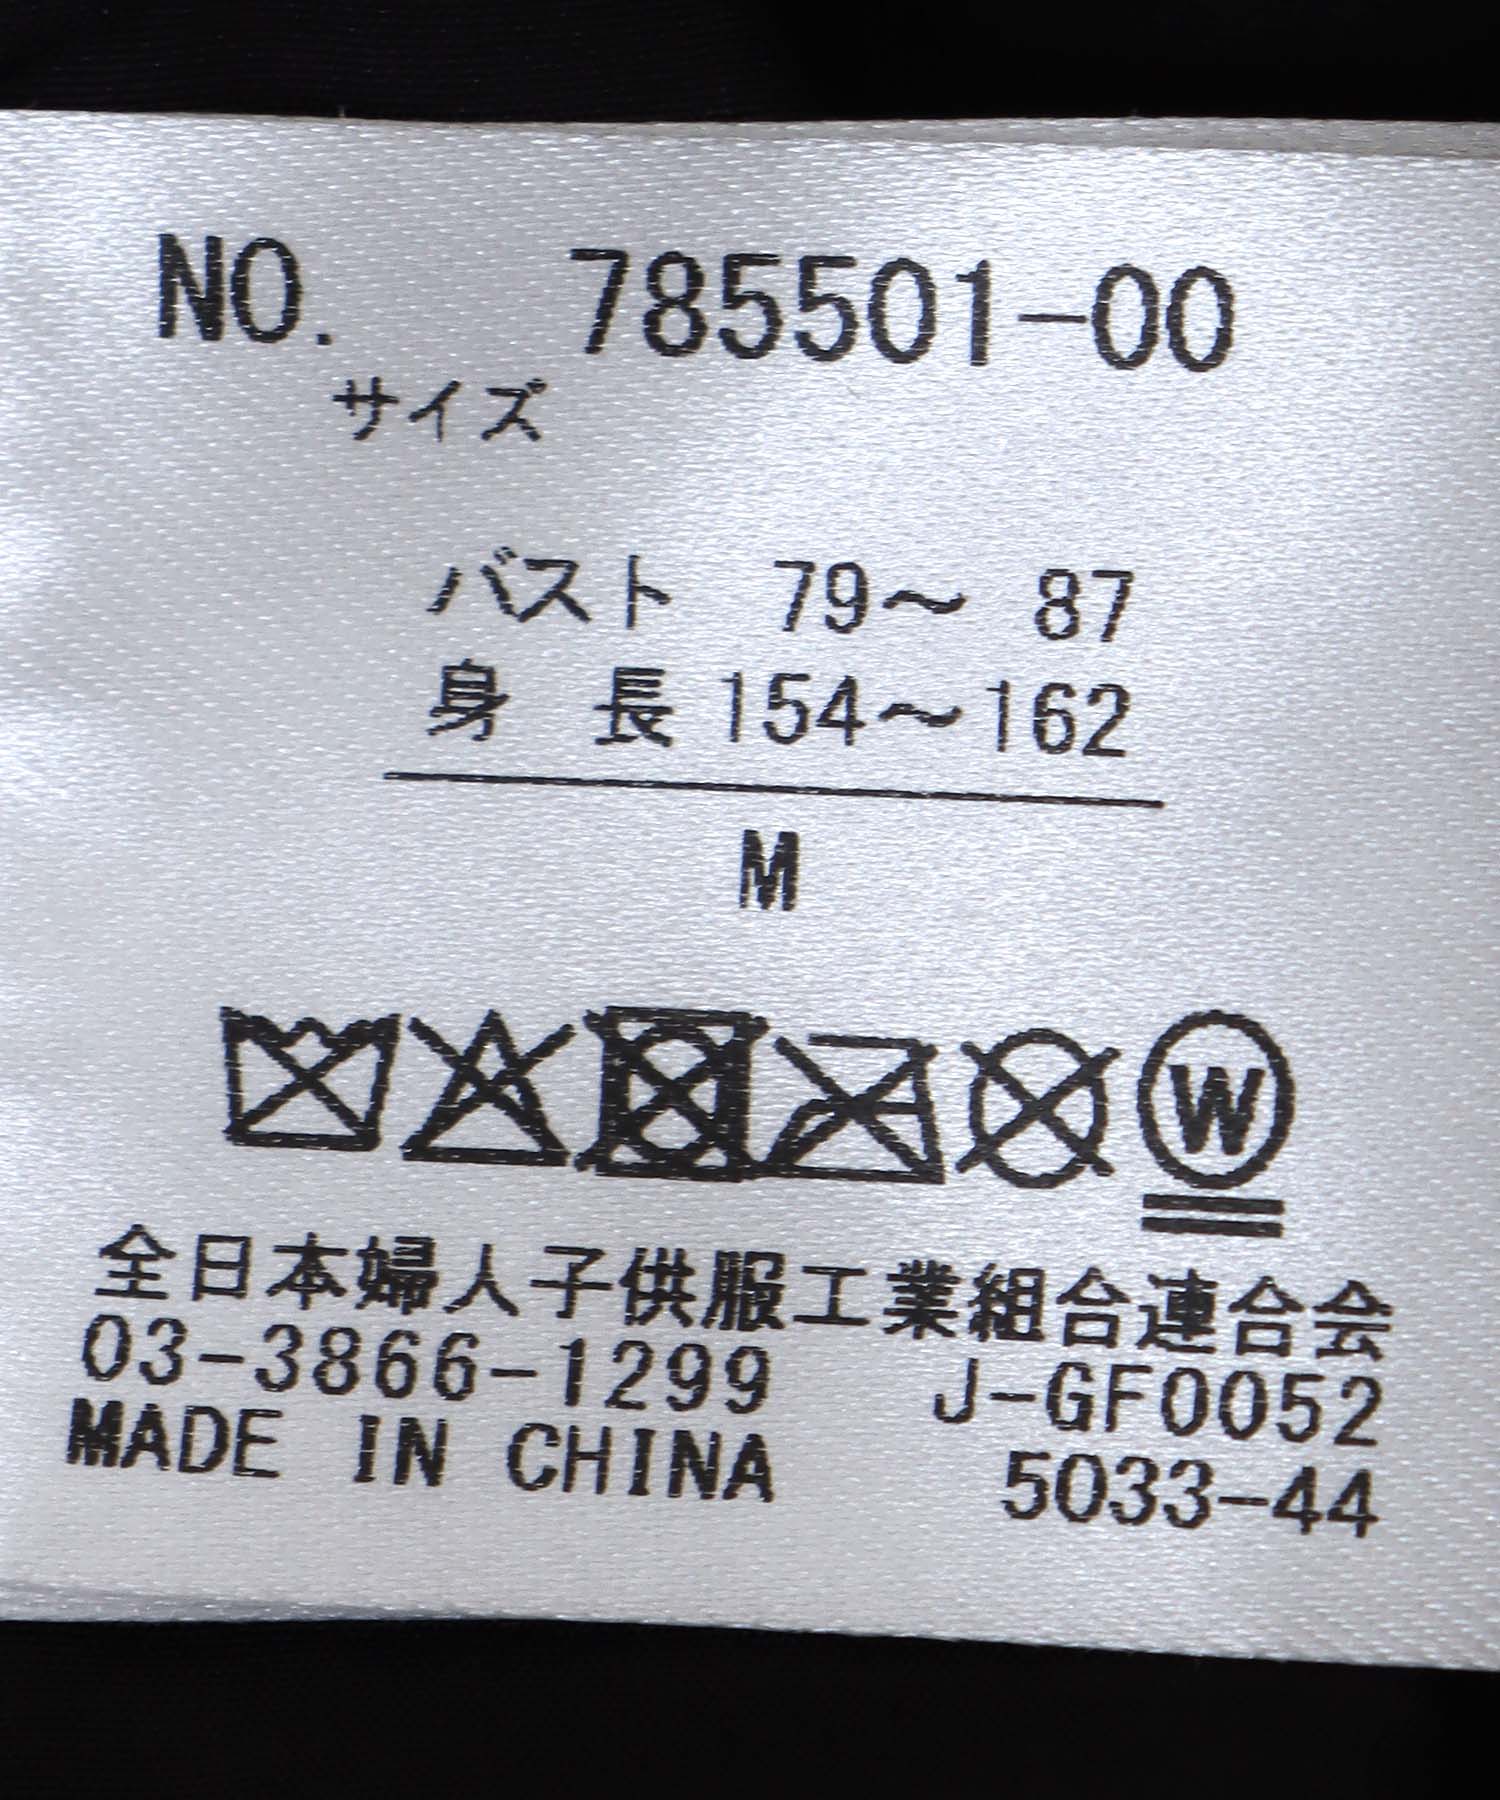 NO. 785501-00
サイズ
バスト 79～ 87
身 長 154～162
M
W
全日本婦人子供服工業組合連合会
03-3866-1299 J-GF0052
MADE IN CHINA 5033-44